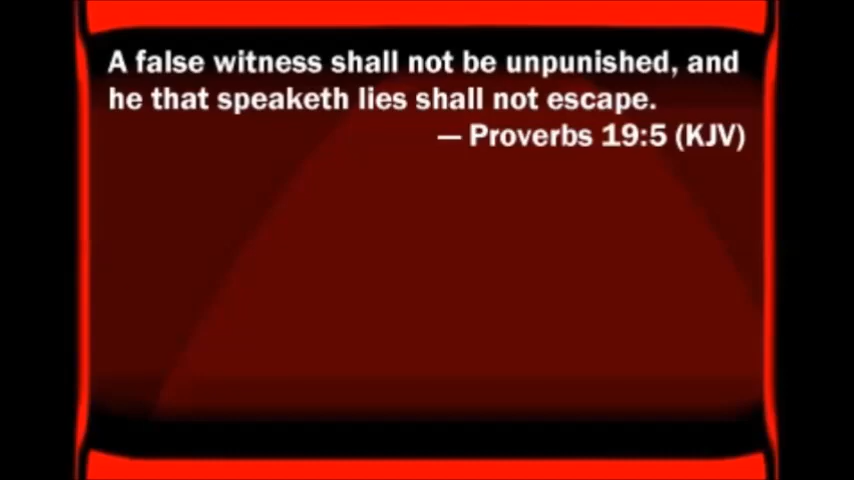 A false witness shall not be unpunished, and
he that speaketh lies shall not escape.
— Proverbs 19:5 (KJV)